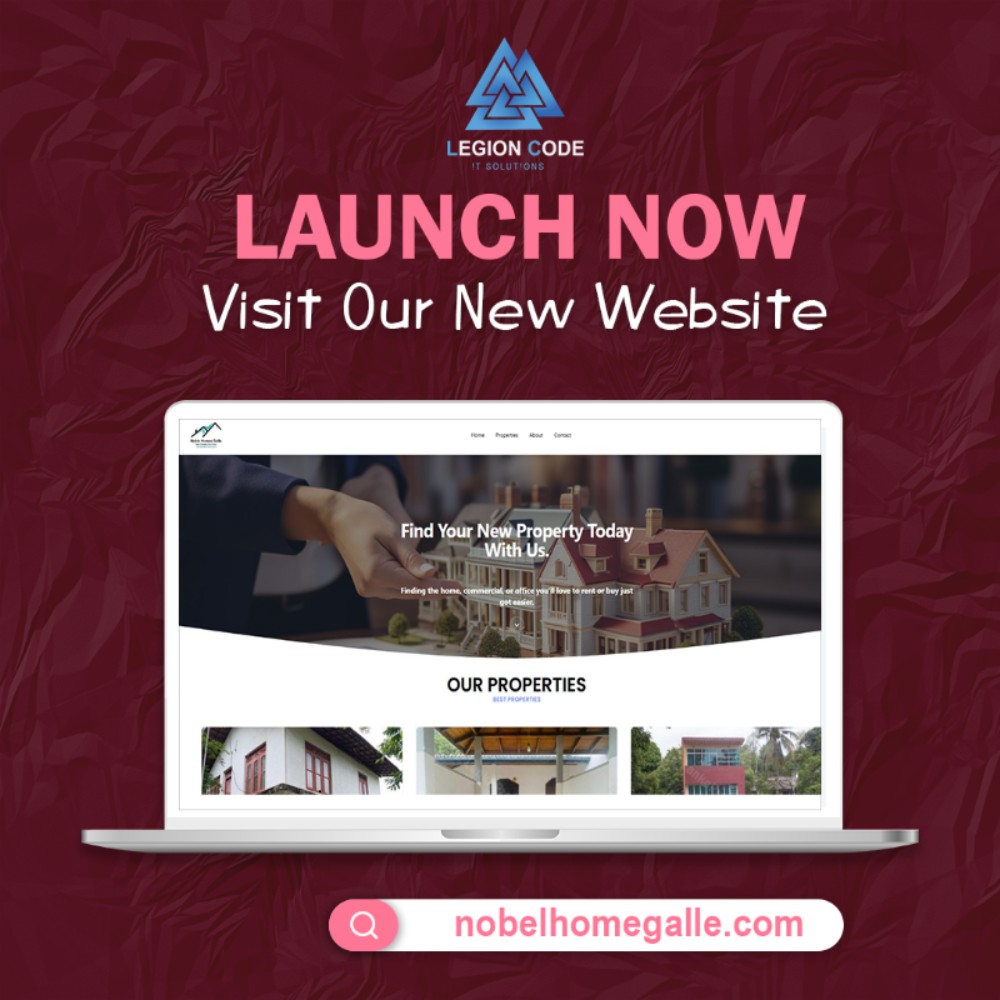 LEGION CODE
IT SOLUTIONS
LAUNCH NOW
Visit Our New Website
Home Properties About Contact
Find Your New Property Today
With Us.
Finding the home, commercial, or office you'll love to rent or buy just
got easier.
OUR PROPERTIES
BEST PROPERTIES
nobelhomegalle.com